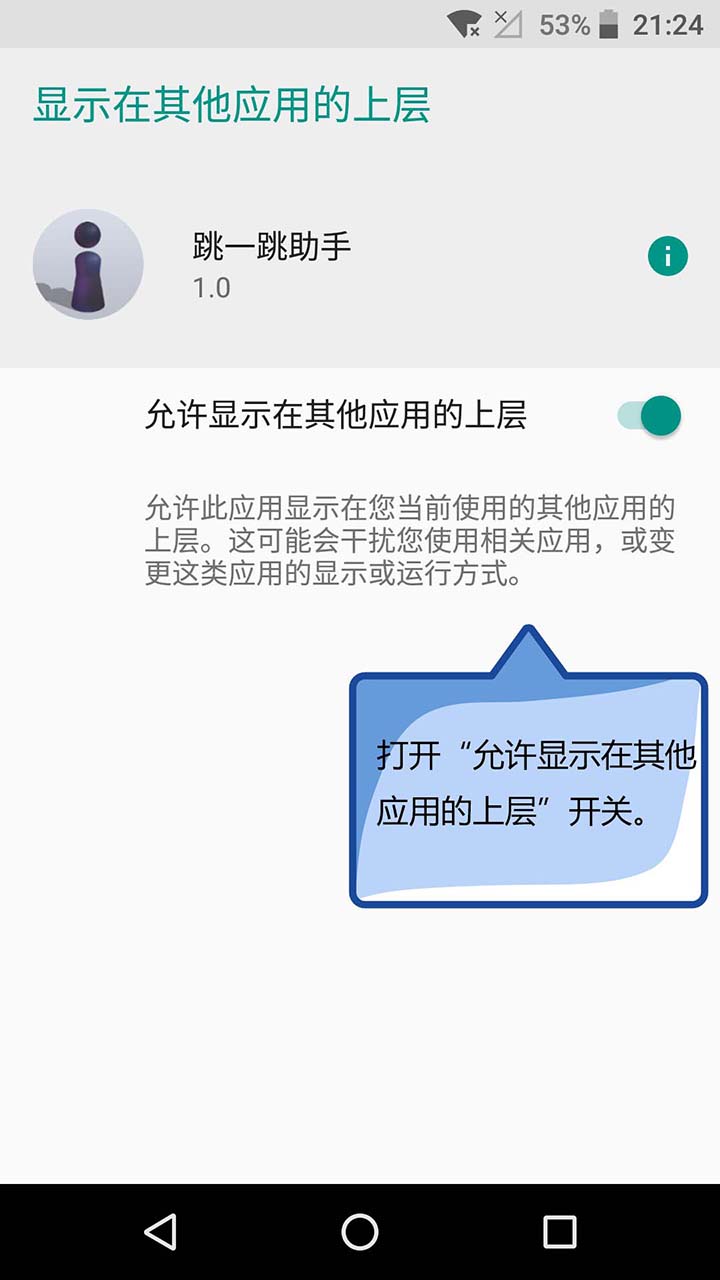 53% 21:24
显示在其他应用的上层
跳一跳助手
1.0
允许显示在其他应用的上层
允许此应用显示在您当前使用的其他应用的
上层。这可能会干扰您使用相关应用，或变
更这类应用的显示或运行方式。
打开“允许显示在其他
应用的上层”开关。